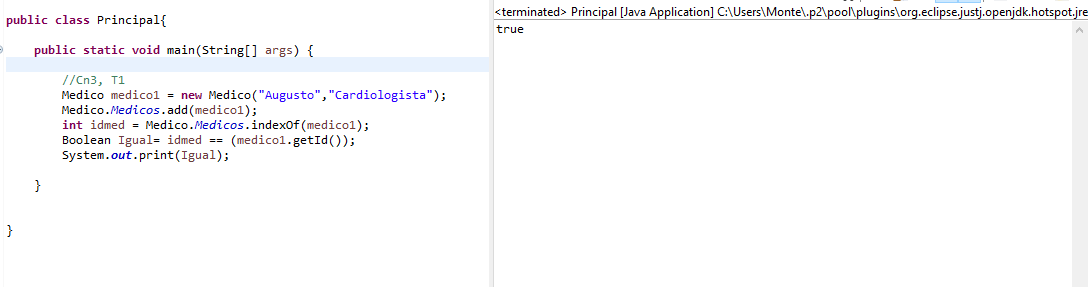 public class Principal{
public static void main(String[] args) {
//Cn3, T1
Medico medico1 = new Medico("Augusto","Cardiologista");
Medico.Medicos.add(medico1);
int idmed = Medico.Medicos.indexOf(medico1);
Boolean Igual= idmed == (medico1.getId());
System.out.print(Igual);
}
}
<terminated> Principal [Java Application] C:\Users\Monte\.p2\pool\plugins\org.eclipse.justj.openjdk.hotspot.jre
true